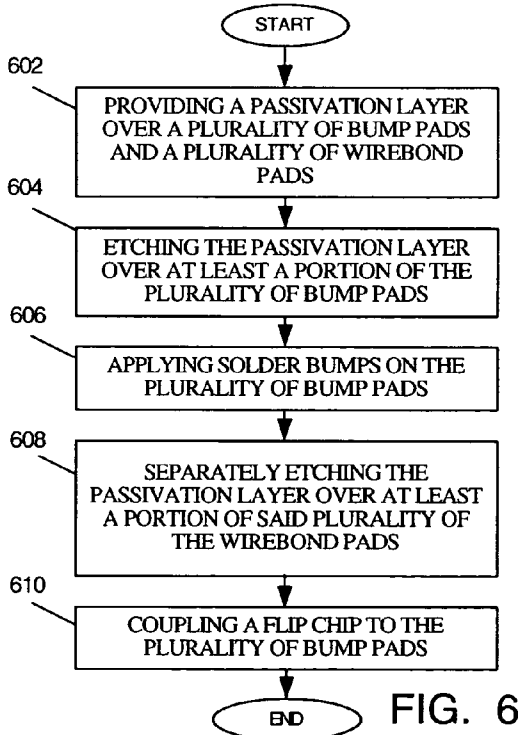 START
602
PROVIDING A PASSIVATION LAYER
OVER A PLURALITY OF BUMP PADS
AND A PLURALITY OF WIREBOND
PADS
604
ETCHING THE PASSIVATION LAYER
OVER AT LEAST A PORTION OF THE
PLURALITY OF BUMP PADS
606
APPLYING SOLDER BUMPS ON THE
PLURALITY OF BUMP PADS
608
SEPARATELY ETCHING THE
PASSIVATION LAYER OVER AT LEAST
A PORTION OF SAID PLURALITY OF
THE WIREBOND PADS
610
COUPLING A FLIP CHIP TO THE
PLURALITY OF BUMP PADS
END
FIG. 6